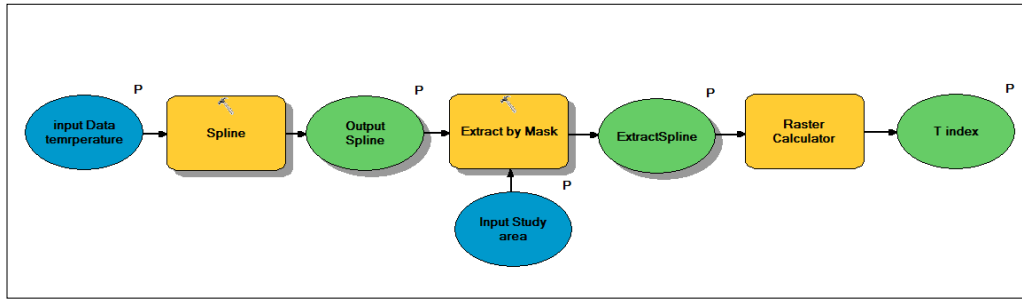 P
input Data
temrperature
Spline
P
Output
Spline
Extract by Mask
P
Input Study
area
P
ExtractSpline
Raster
Calculator
P
T index